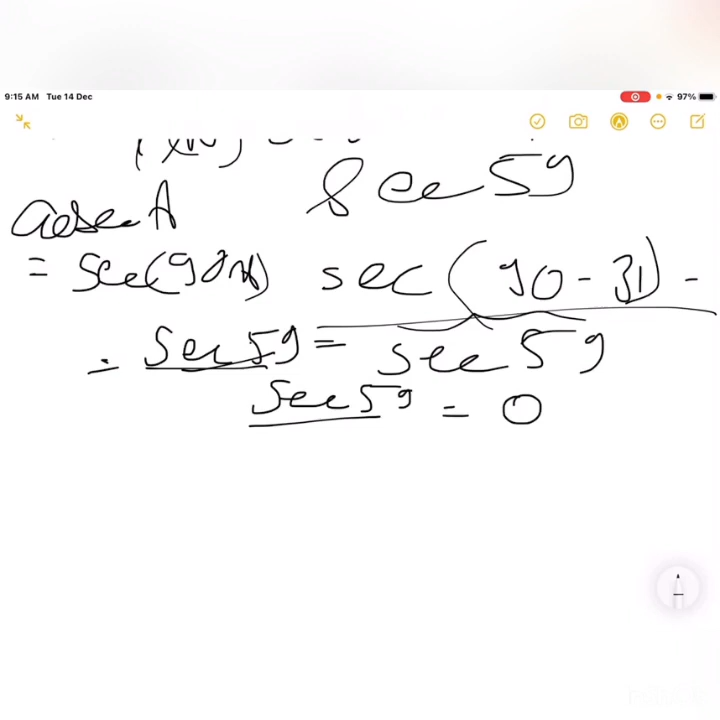 9:15 AM Tue 14 Dec 97%
sec 59
cosec A
= sec(90-A) sec(90-31) -
= sec 59 = sec 59
sec 59 = 0